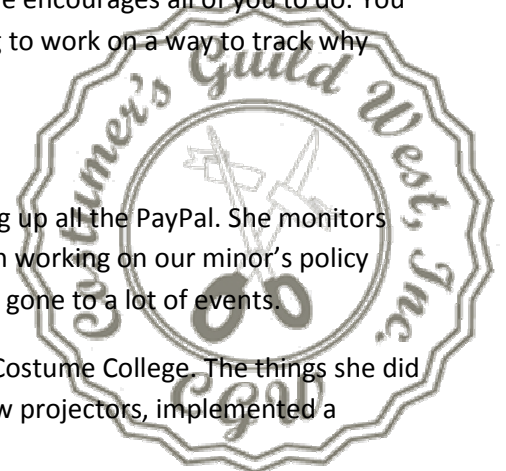 e encourages all of you to do. You
g to work on a way to track why
Costumer's Guild West, Inc.
g up all the PayPal. She monitors
n working on our minor's policy
gone to a lot of events.
Costume College. The things she did
w projectors, implemented a
CGW